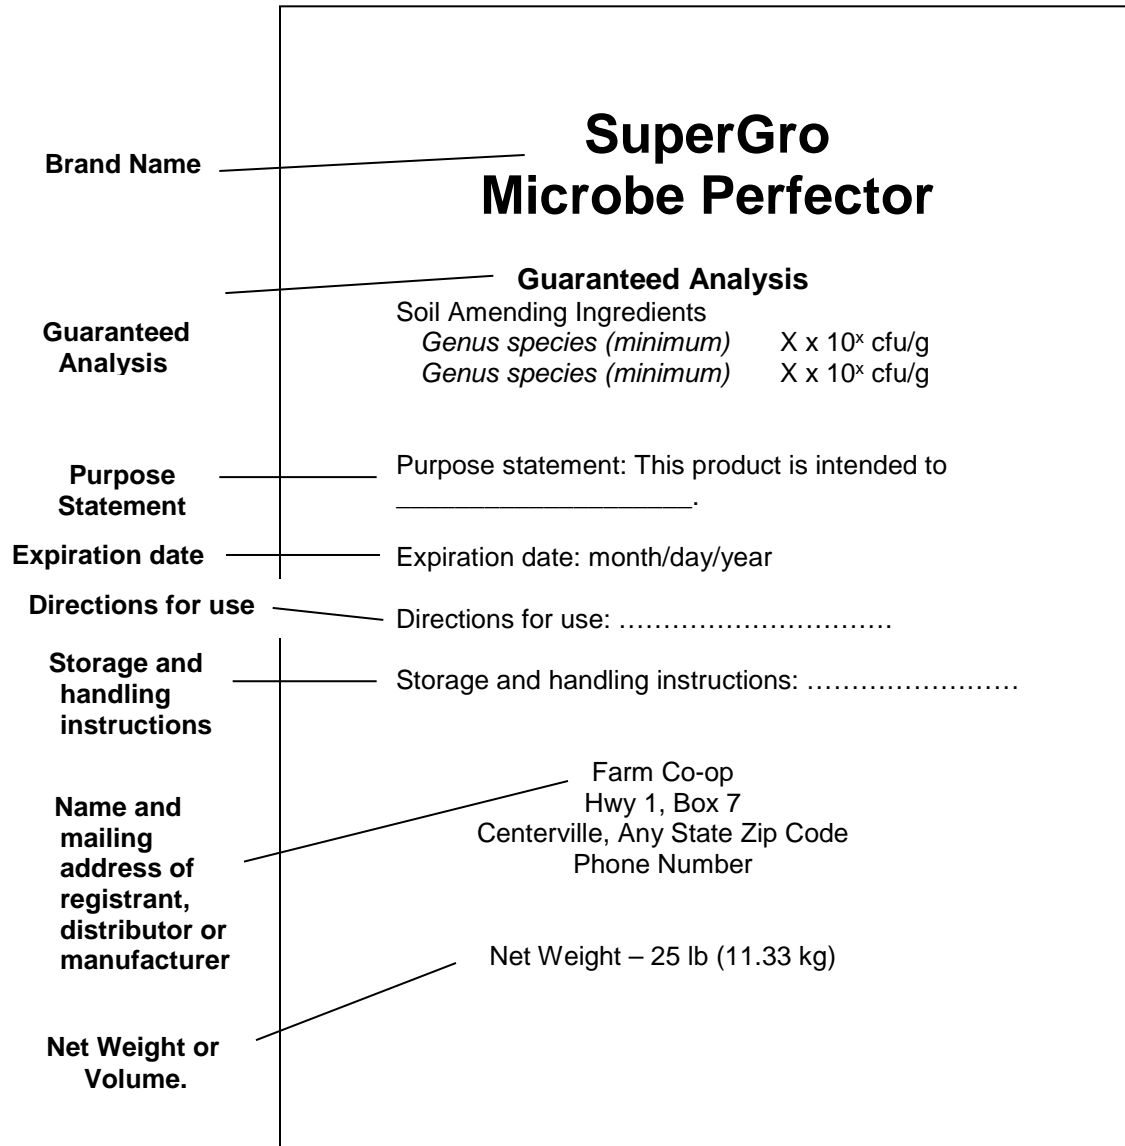 Brand Name
SuperGro
Microbe Perfector
Guaranteed
Analysis
Guaranteed Analysis
Soil Amending Ingredients
Genus species (minimum) X x 10ˣ cfu/g
Genus species (minimum) X x 10ˣ cfu/g
Purpose
Statement
Purpose statement: This product is intended to
____________________.
Expiration date
Expiration date: month/day/year
Directions for use
Directions for use: …………………………
Storage and
handling
instructions
Storage and handling instructions: ……………………
Name and
mailing
address of
registrant,
distributor or
manufacturer
Farm Co-op
Hwy 1, Box 7
Centerville, Any State Zip Code
Phone Number
Net Weight or
Volume.
Net Weight – 25 lb (11.33 kg)